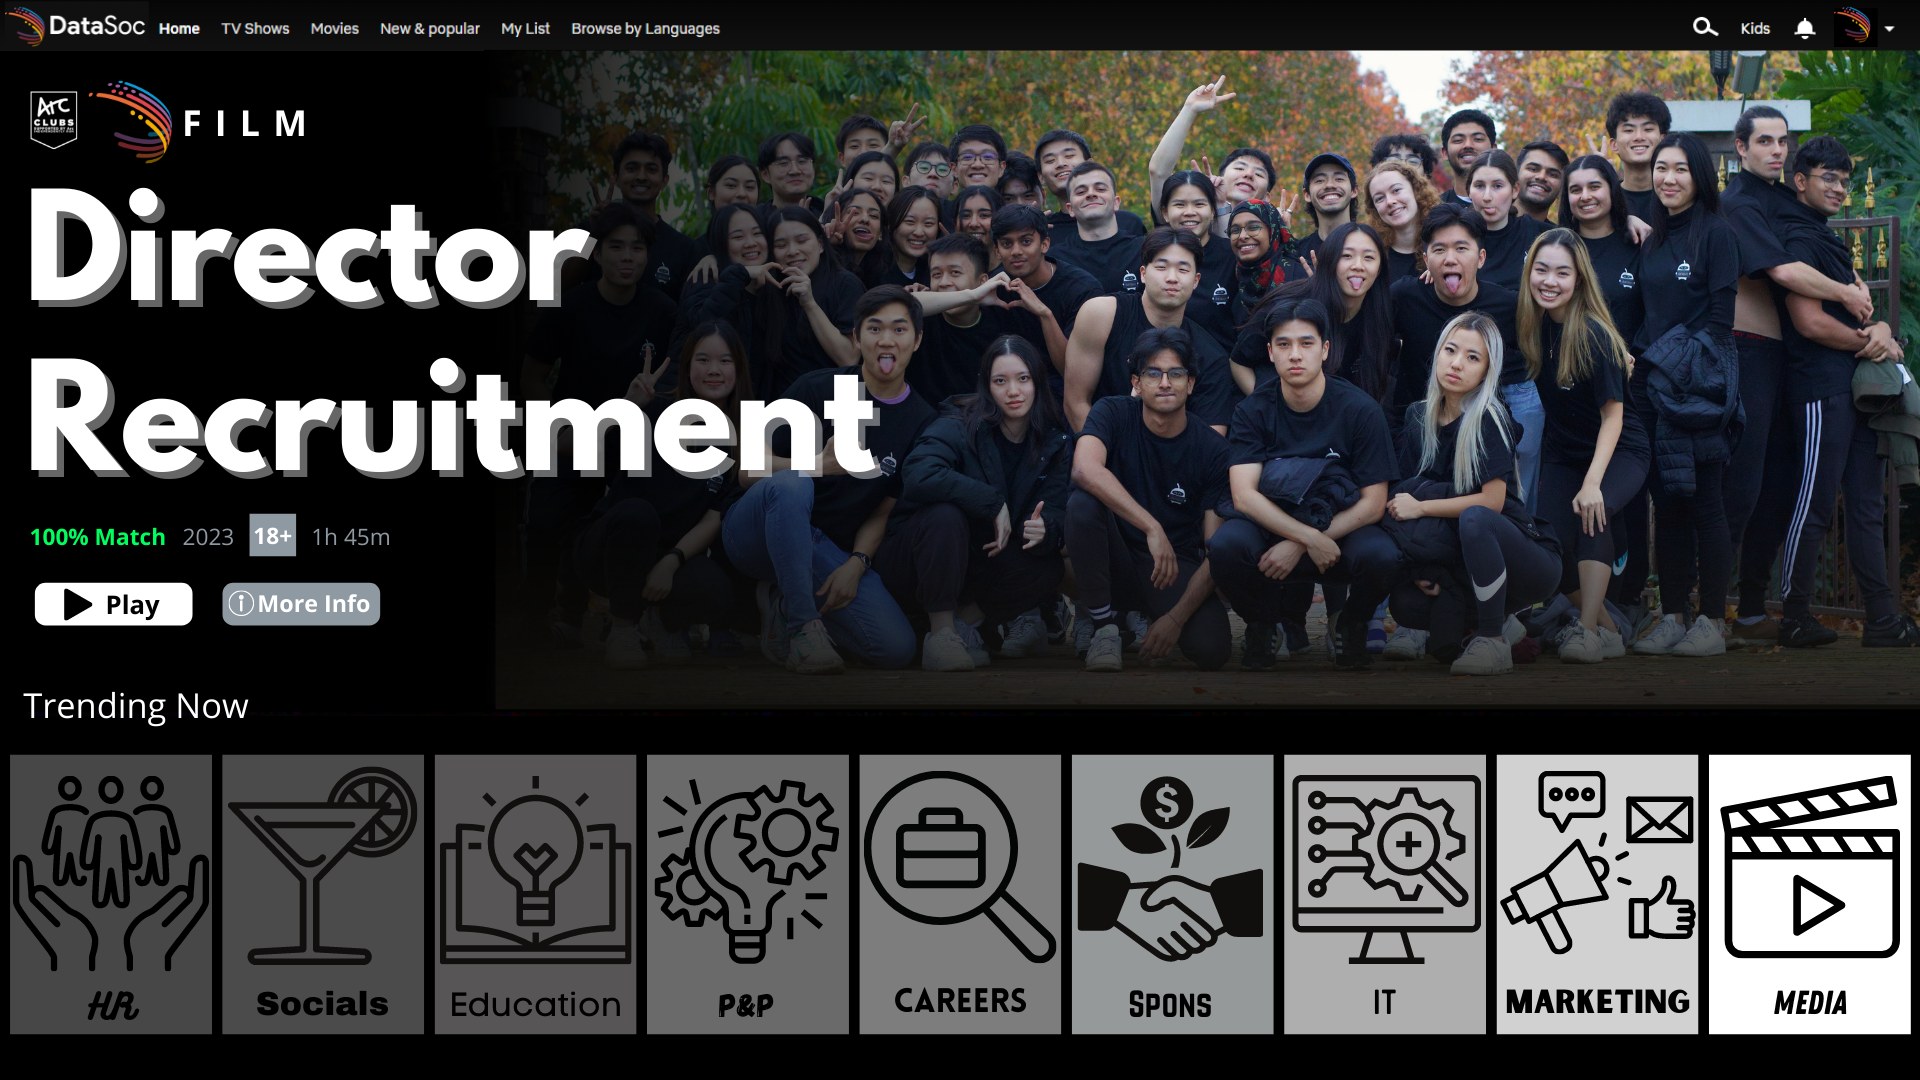 DataSoc Home TV Shows Movies New & popular My List Browse by Languages Kids
Arc
CLUBS
FILM
Director
Recruitment
100% Match 2023 18+ 1h 45m
Play More Info
Trending Now
HR Socials Education P&P CAREERS SPONS IT MARKETING MEDIA